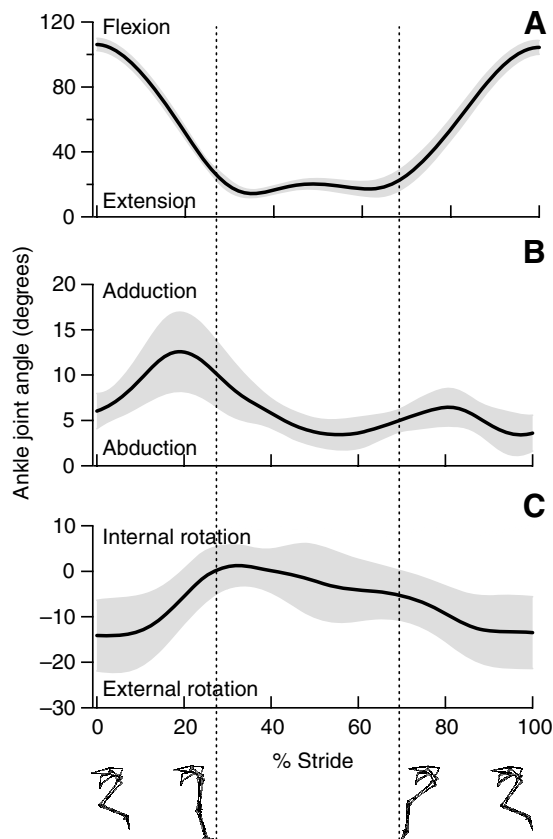 A
120
Flexion
80
40
Extension
0
B
20
Adduction
15
10
5
Abduction
0
Ankle joint angle (degrees)
C
10
Internal rotation
0
–10
–20
External rotation
–30
0 20 40 60 80 100
% Stride